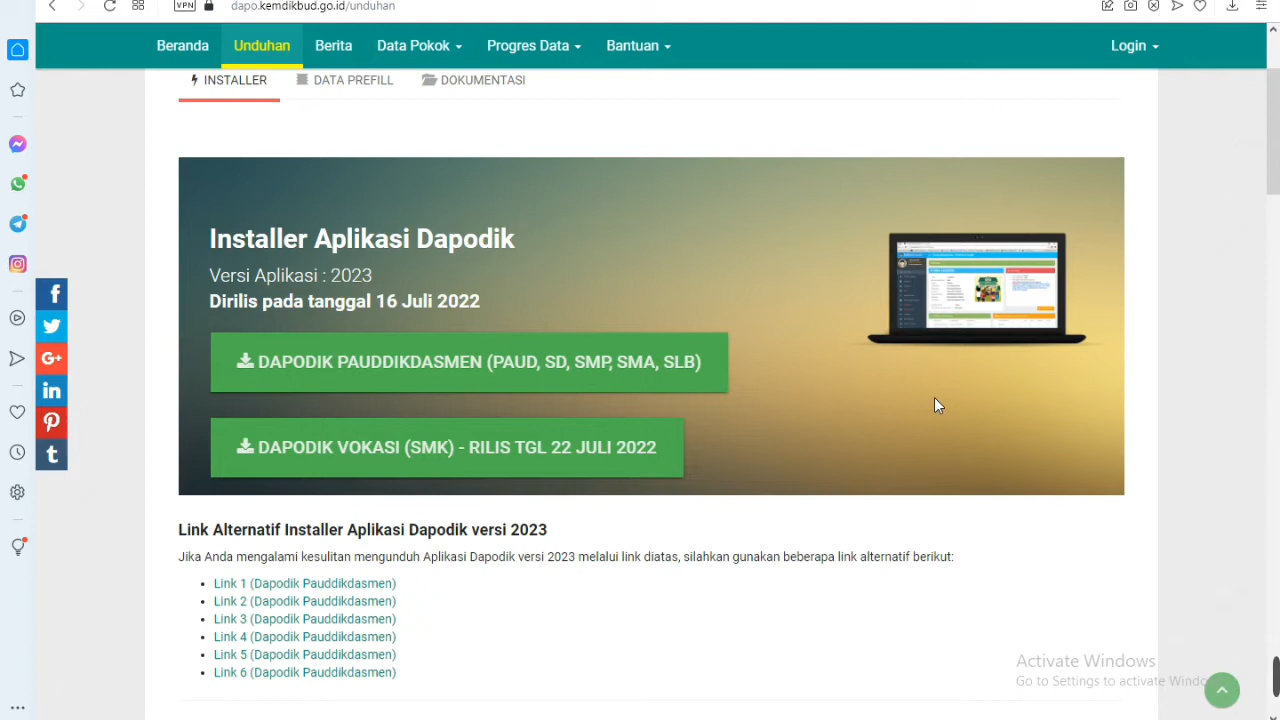 VPN dapo.kemdikbud.go.id/unduhan
Beranda Unduhan Berita Data Pokok Progres Data Bantuan Login
INSTALLER DATA PREFILL DOKUMENTASI
Installer Aplikasi Dapodik
Versi Aplikasi : 2023
Dirilis pada tanggal 16 Juli 2022
DAPODIK PAUDDIKDASMEN (PAUD, SD, SMP, SMA, SLB)
DAPODIK VOKASI (SMK) - RILIS TGL 22 JULI 2022
f
G+
in
t
Link Alternatif Installer Aplikasi Dapodik versi 2023
Jika Anda mengalami kesulitan mengunduh Aplikasi Dapodik versi 2023 melalui link diatas, silahkan gunakan beberapa link alternatif berikut:
• Link 1 (Dapodik Pauddikdasmen)
• Link 2 (Dapodik Pauddikdasmen)
• Link 3 (Dapodik Pauddikdasmen)
• Link 4 (Dapodik Pauddikdasmen)
• Link 5 (Dapodik Pauddikdasmen)
• Link 6 (Dapodik Pauddikdasmen)
Activate Windows
Go to Settings to activate Windo